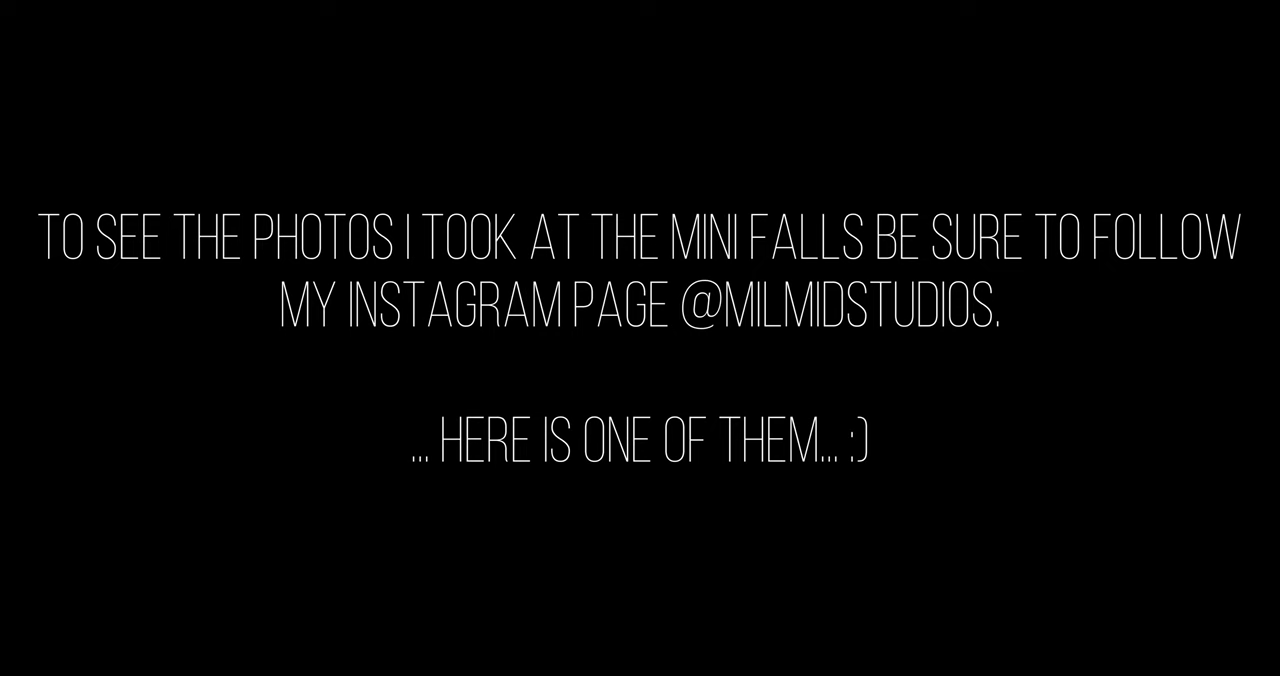 TO SEE THE PHOTOS I TOOK AT THE MINI FALLS BE SURE TO FOLLOW
MY INSTAGRAM PAGE @MILMIDSTUDIOS.
... HERE IS ONE OF THEM... :)